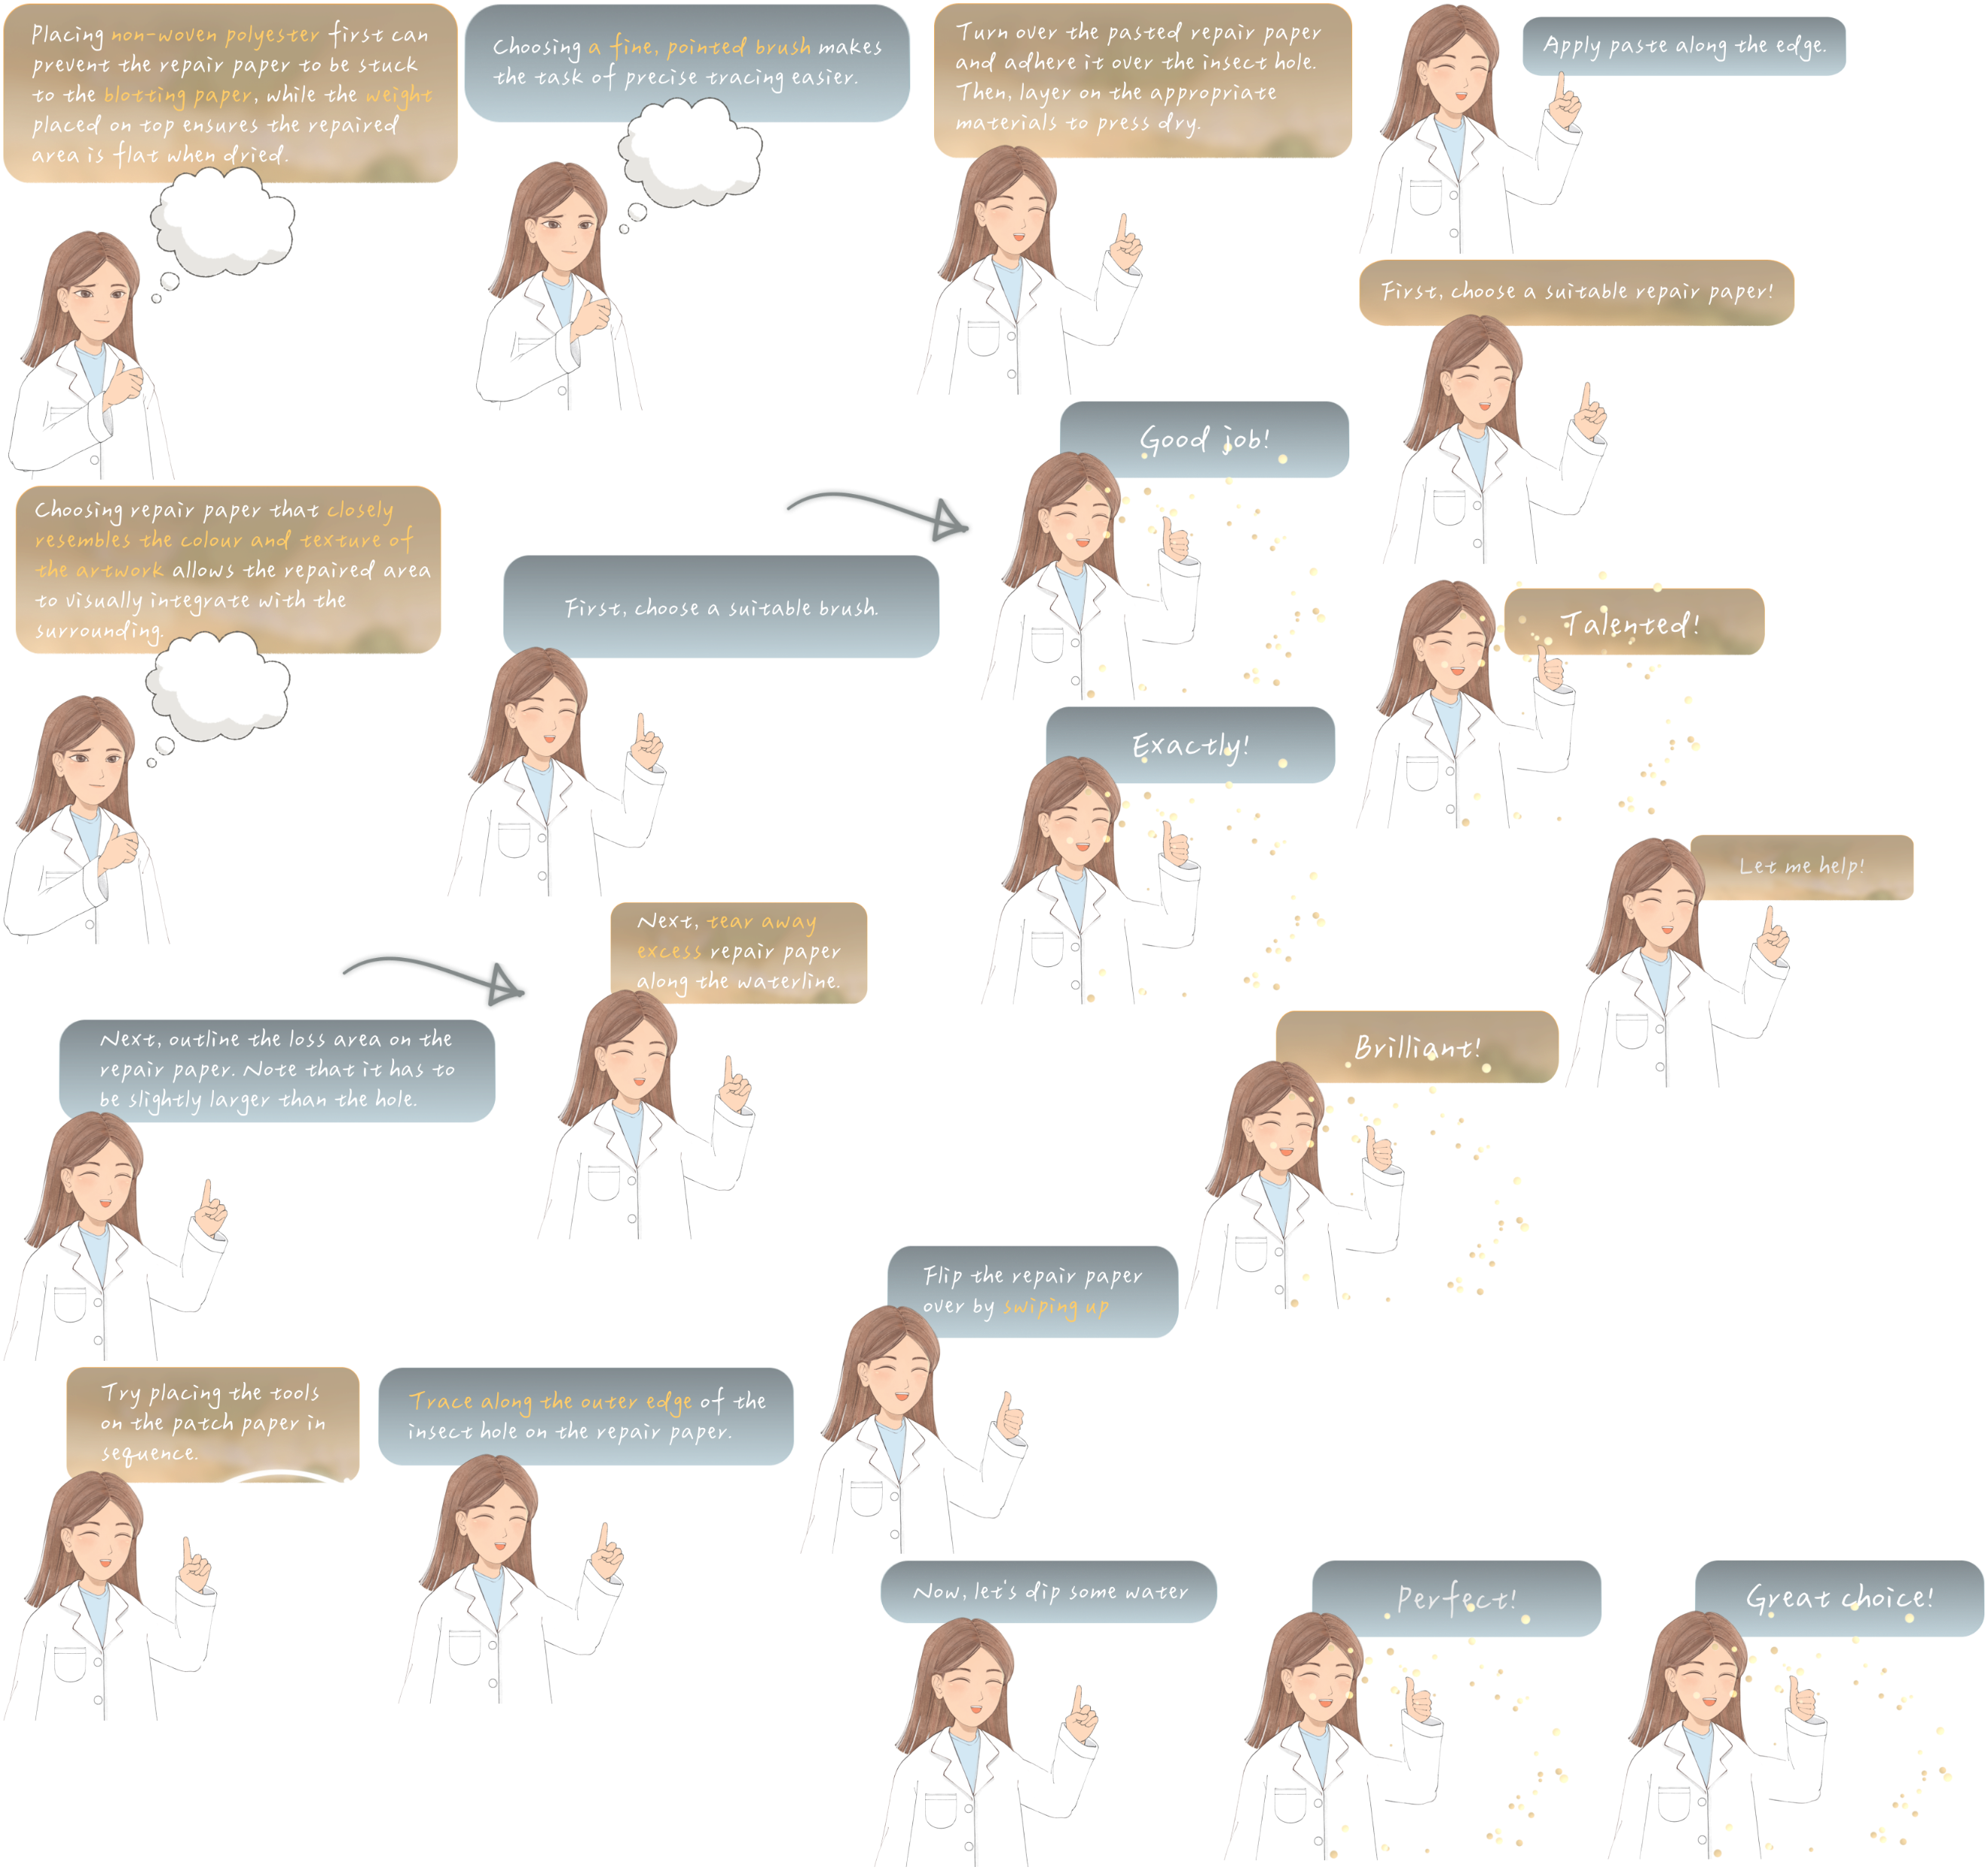 Placing non-woven polyester first can
prevent the repair paper to be stuck
to the blotting paper, while the weight
placed on top ensures the repaired
area is flat when dried.
Choosing a fine, pointed brush makes
the task of precise tracing easier.
Turn over the pasted repair paper
and adhere it over the insect hole.
Then, layer on the appropriate
materials to press dry.
Apply paste along the edge.
First, choose a suitable repair paper!
Good job!
Choosing repair paper that closely
resembles the colour and texture of
the artwork allows the repaired area
to visually integrate with the
surrounding.
First, choose a suitable brush.
Talented!
Exactly!
Let me help!
Next, tear away
excess repair paper
along the waterline.
Next, outline the loss area on the
repair paper. Note that it has to
be slightly larger than the hole.
Brilliant!
Flip the repair paper
over by swiping up
Try placing the tools
on the patch paper in
sequence.
Trace along the outer edge of the
insect hole on the repair paper.
Now, let's dip some water
Perfect!
Great choice!